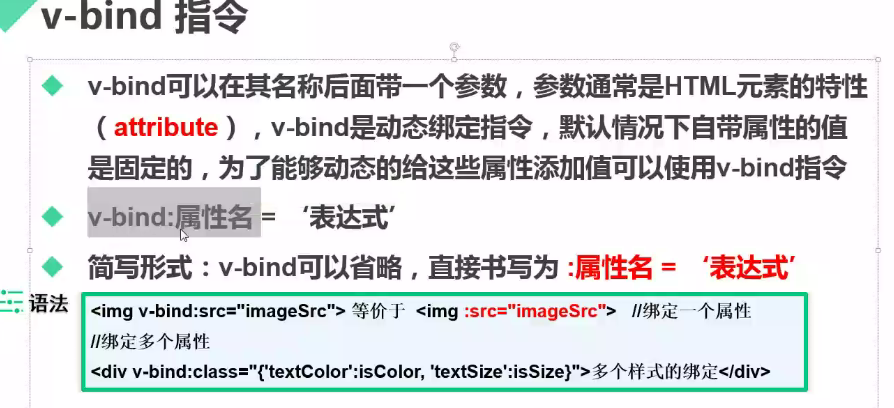 v-bind 指令
v-bind可以在其名称后面带一个参数，参数通常是HTML元素的特性
（attribute），v-bind是动态绑定指令，默认情况下自带属性的值
是固定的，为了能够动态的给这些属性添加值可以使用v-bind指令
v-bind:属性名 = ‘表达式’
简写形式：v-bind可以省略，直接书写为 :属性名 = ‘表达式’
语法
<img v-bind:src="imageSrc"> 等价于 <img :src="imageSrc"> //绑定一个属性
//绑定多个属性
<div v-bind:class="{'textColor':isColor, 'textSize':isSize}">多个样式的绑定</div>